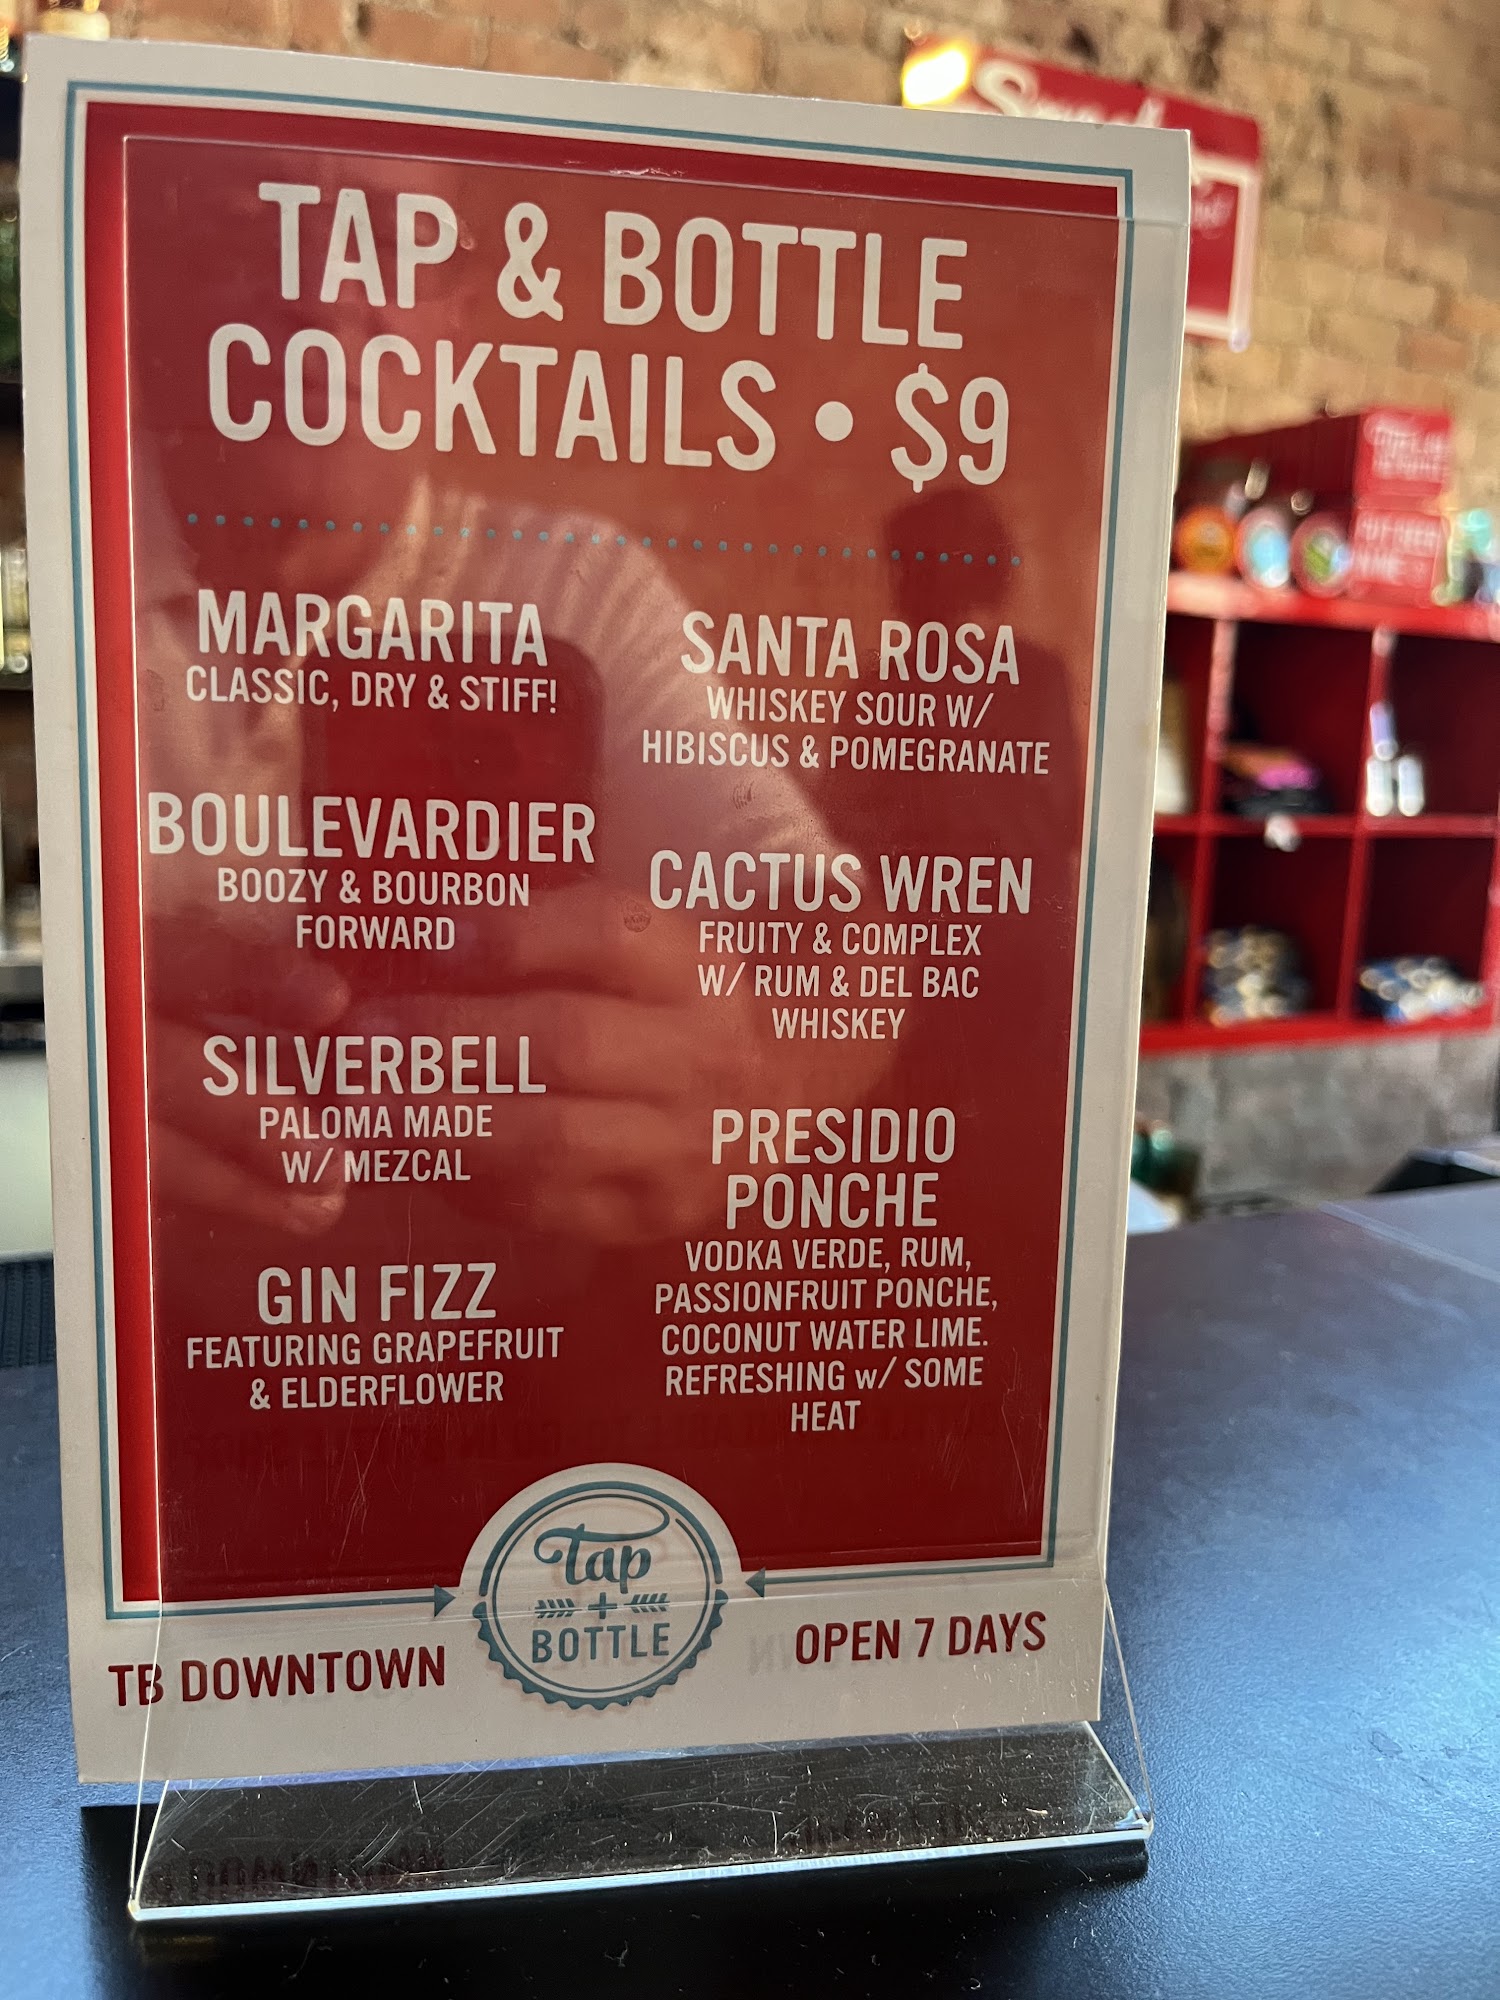 TAP & BOTTLE
COCKTAILS • $9
MARGARITA
CLASSIC, DRY & STIFF!
BOULEVARDIER
BOOZY & BOURBON
FORWARD
SILVERBELL
PALOMA MADE
W/ MEZCAL
GIN FIZZ
FEATURING GRAPEFRUIT
& ELDERFLOWER
SANTA ROSA
WHISKEY SOUR W/
HIBISCUS & POMEGRANATE
CACTUS WREN
FRUITY & COMPLEX
W/ RUM & DEL BAC
WHISKEY
PRESIDIO
PONCHE
VODKA VERDE, RUM,
PASSIONFRUIT PONCHE,
COCONUT WATER LIME.
REFRESHING w/ SOME
HEAT
TB DOWNTOWN
Tap
+
BOTTLE
OPEN 7 DAYS